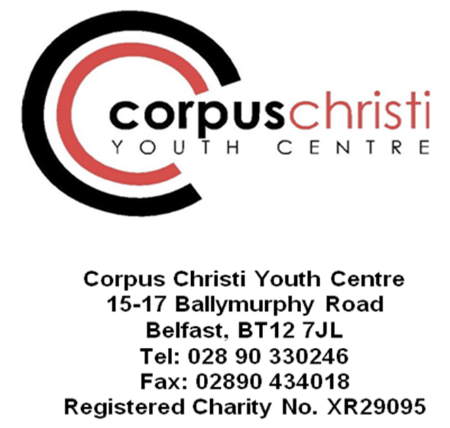 corpuschristi
YOUTH CENTRE
Corpus Christi Youth Centre
15-17 Ballymurphy Road
Belfast, BT12 7JL
Tel: 028 90 330246
Fax: 02890 434018
Registered Charity No. XR29095